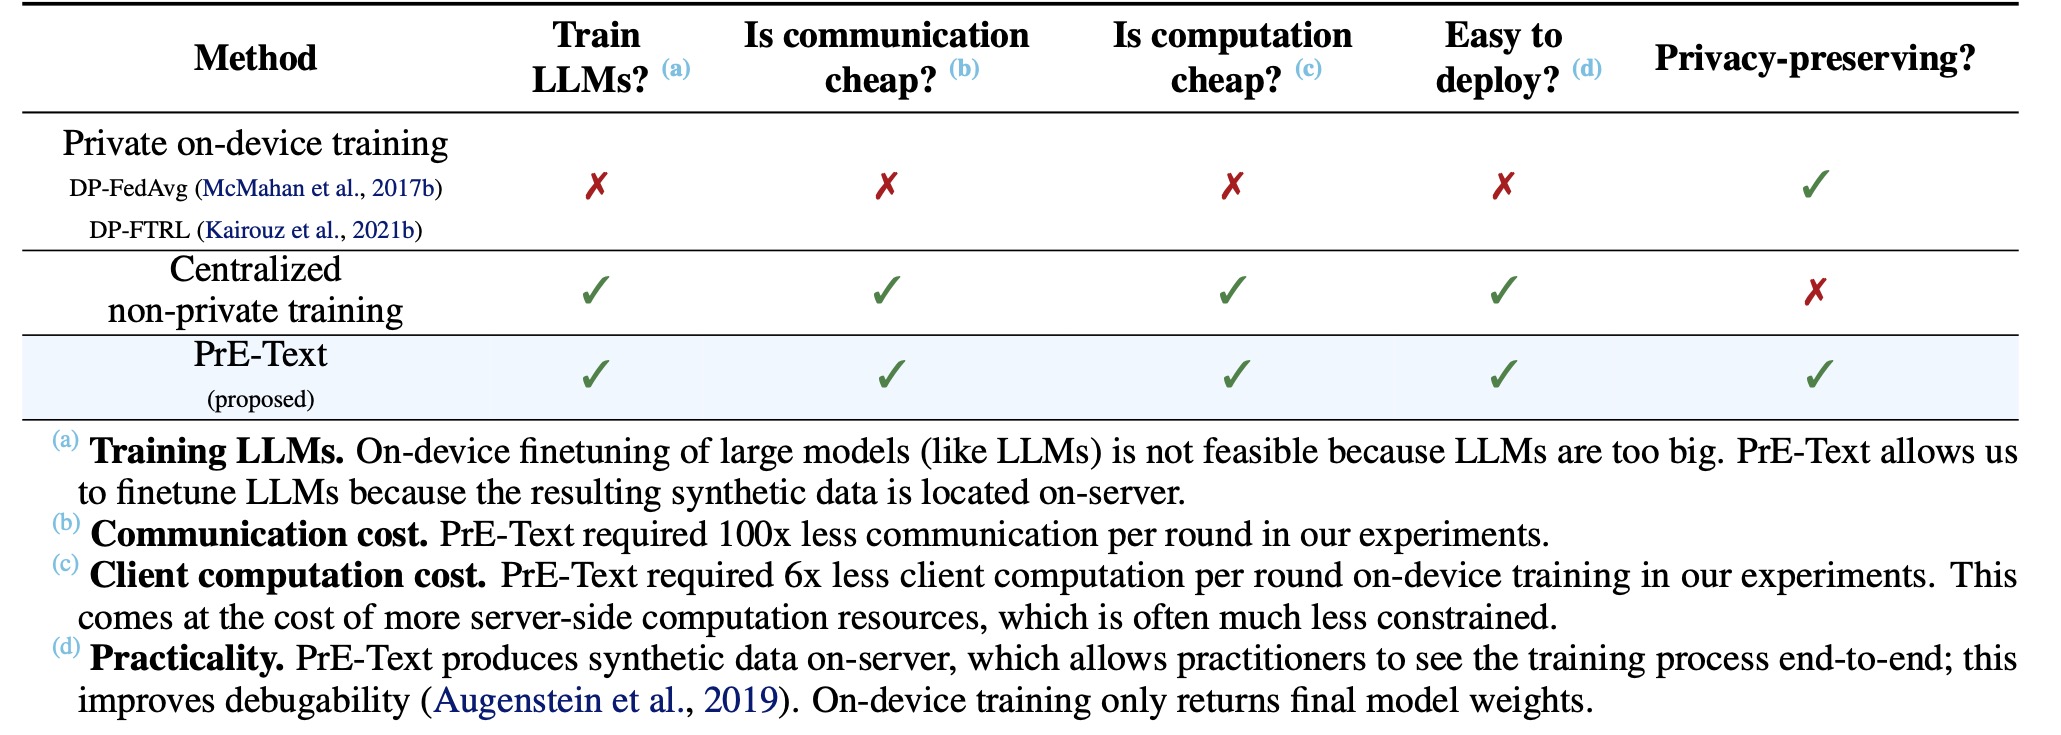 Method Train LLMs? (a) Is communication cheap? (b) Is computation cheap? (c) Easy to deploy? (d) Privacy-preserving?
Private on-device training
DP-FedAvg (McMahan et al., 2017b) ✗ ✗ ✗ ✗ ✓
DP-FTRL (Kairouz et al., 2021b)
Centralized
non-private training ✓ ✓ ✓ ✓ ✗
PrE-Text ✓ ✓ ✓ ✓ ✓
(proposed)
(a) Training LLMs. On-device finetuning of large models (like LLMs) is not feasible because LLMs are too big. PrE-Text allows us
to finetune LLMs because the resulting synthetic data is located on-server.
(b) Communication cost. PrE-Text required 100x less communication per round in our experiments.
(c) Client computation cost. PrE-Text required 6x less client computation per round on-device training in our experiments. This
comes at the cost of more server-side computation resources, which is often much less constrained.
(d) Practicality. PrE-Text produces synthetic data on-server, which allows practitioners to see the training process end-to-end; this
improves debugability (Augenstein et al., 2019). On-device training only returns final model weights.